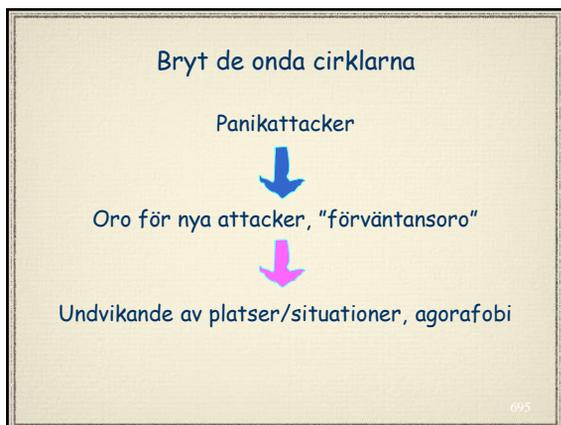 Bryt de onda cirklarna
Panikattacker
Oro för nya attacker, ”förväntansoro”
Undvikande av platser/situationer, agorafobi
695